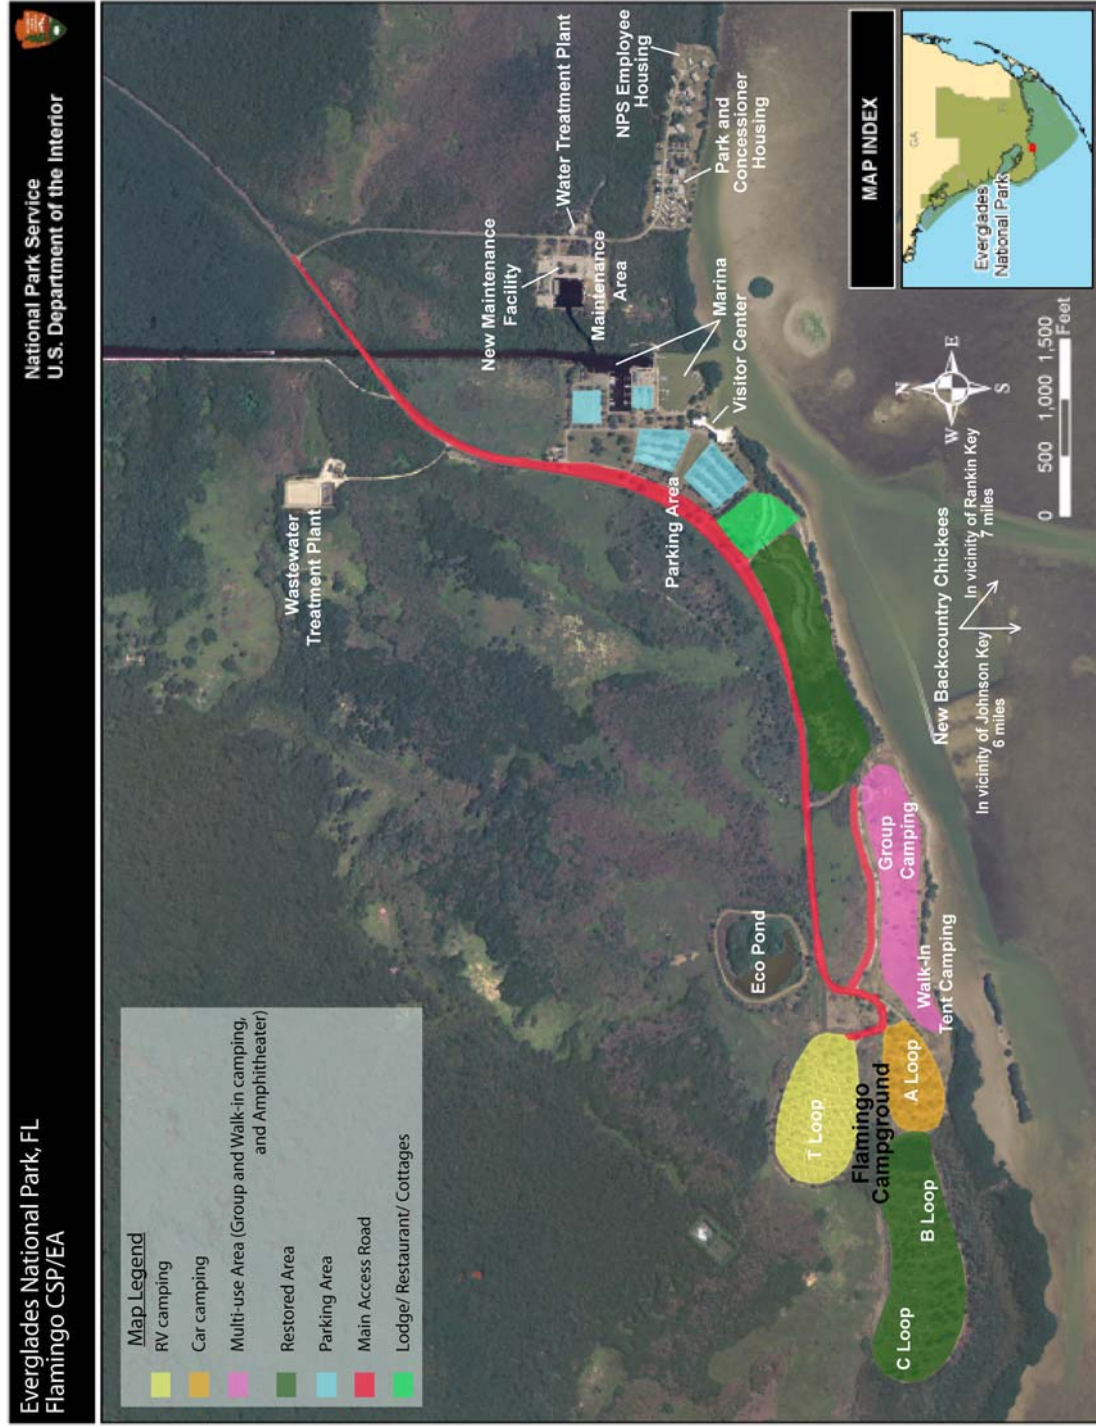 Everglades National Park, FL
Flamingo CSP/EA
National Park Service
U.S. Department of the Interior
Map Legend
RV camping
Car camping
Multi-use Area (Group and Walk-in camping,
and Amphitheater)
Restored Area
Parking Area
Main Access Road
Lodge/ Restaurant/ Cottages
Wastewater
Treatment Plant
New Maintenance
Facility
Water Treatment Plant
NPS Employee
Housing
Park and
Concessioner
Housing
Maintenance
Area
Marina
Visitor Center
Parking Area
Eco Pond
T Loop
Flamingo
Campground
A Loop
B Loop
C Loop
Group
Camping
Walk-In
Tent Camping
New Backcountry Chickees
In vicinity of Johnson Key
6 miles
In vicinity of Rankin Key
7 miles
N
W
E
S
0
500
1,000
1,500
Feet
MAP INDEX
GA
Everglades
National Park